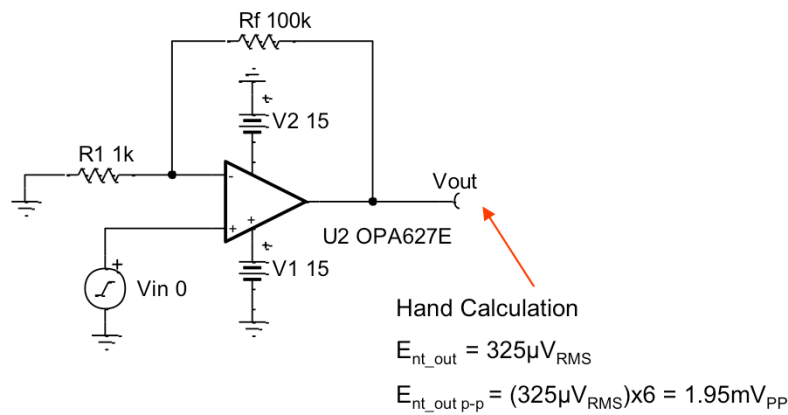 Rf 100k
V2 15
R1 1k
Vout
U2 OPA627E
V1 15
Vin 0
Hand Calculation
Ent_out = 325µVRMS
Ent_out p-p = (325µVRMS)x6 = 1.95mVPP